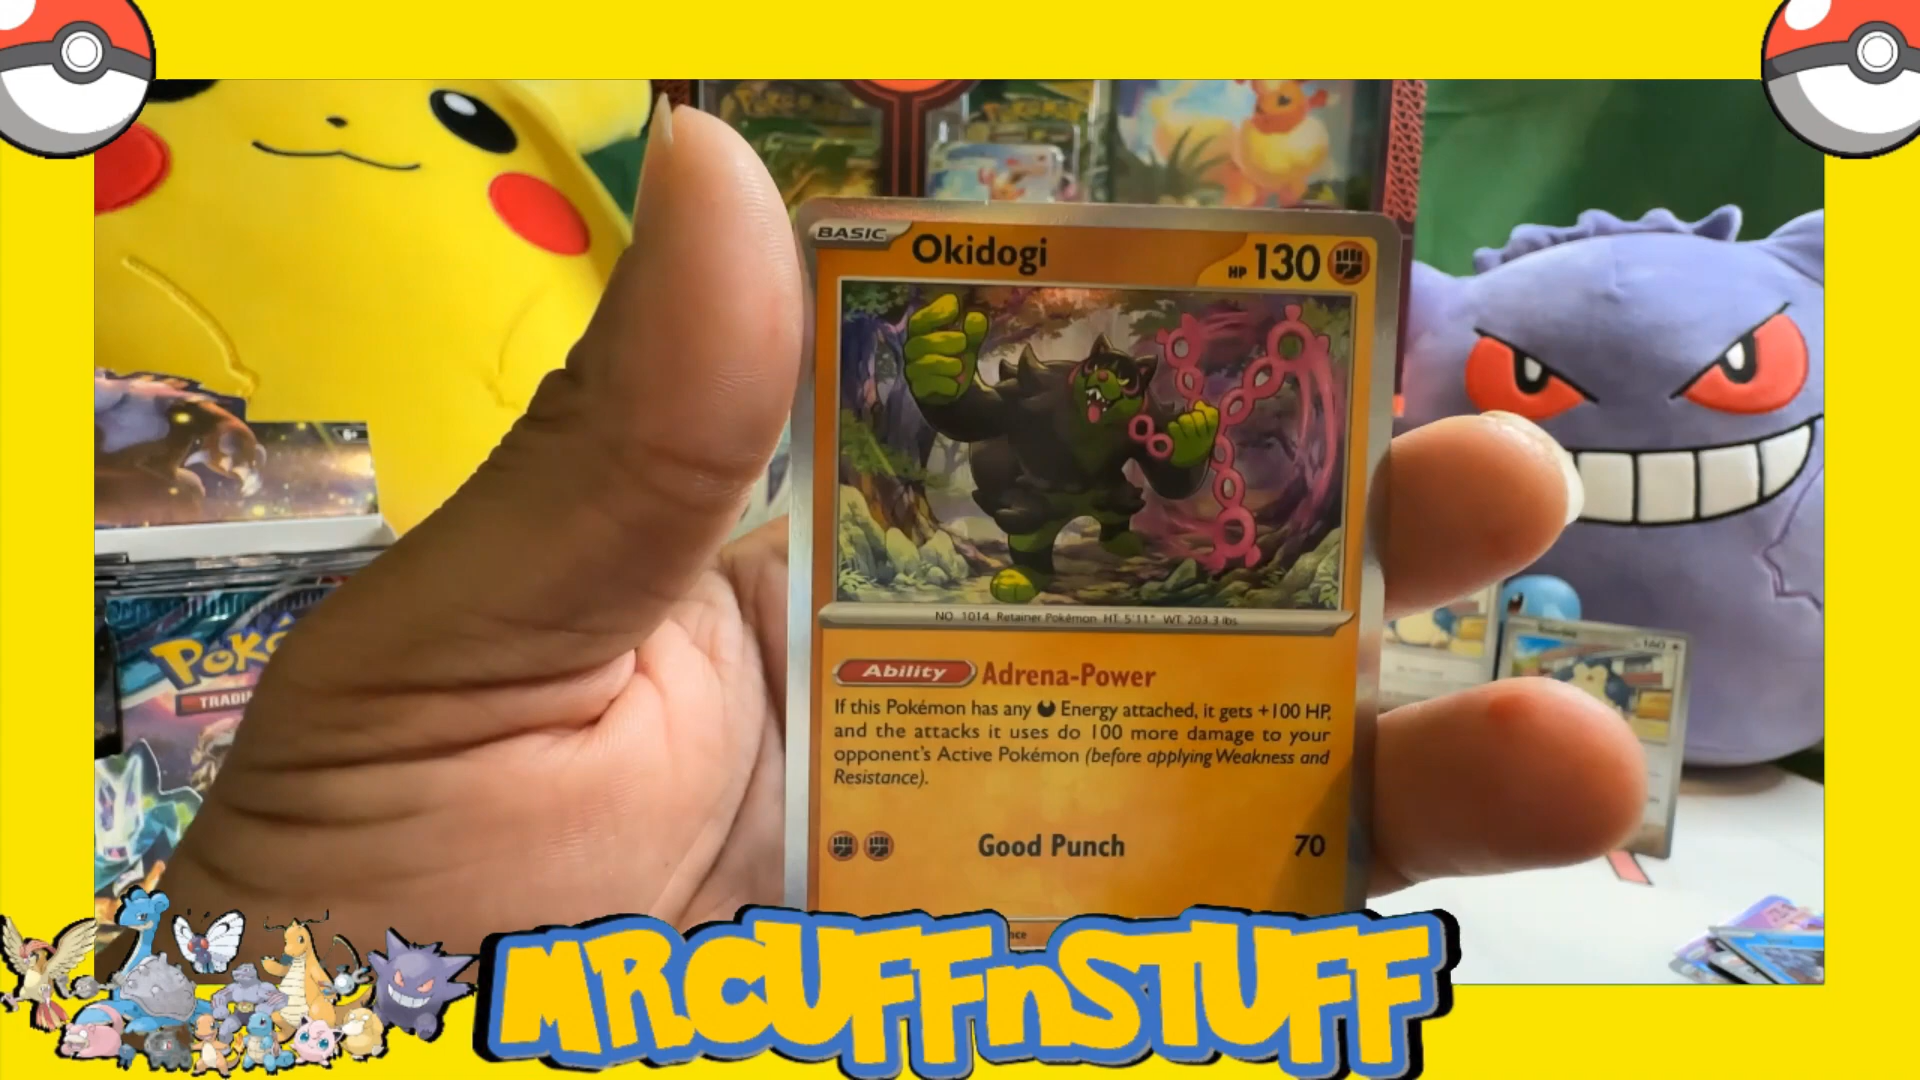 Pokémon
BASIC
Okidogi
HP 130
NO. 1014 Retainer Pokémon HT: 5'11" WT: 203.3 lbs.
Ability Adrena-Power
If this Pokémon has any Energy attached, it gets +100 HP,
and the attacks it uses do 100 more damage to your
opponent's Active Pokémon (before applying Weakness and
Resistance).
Good Punch 70
MRCUFFnSTUFF